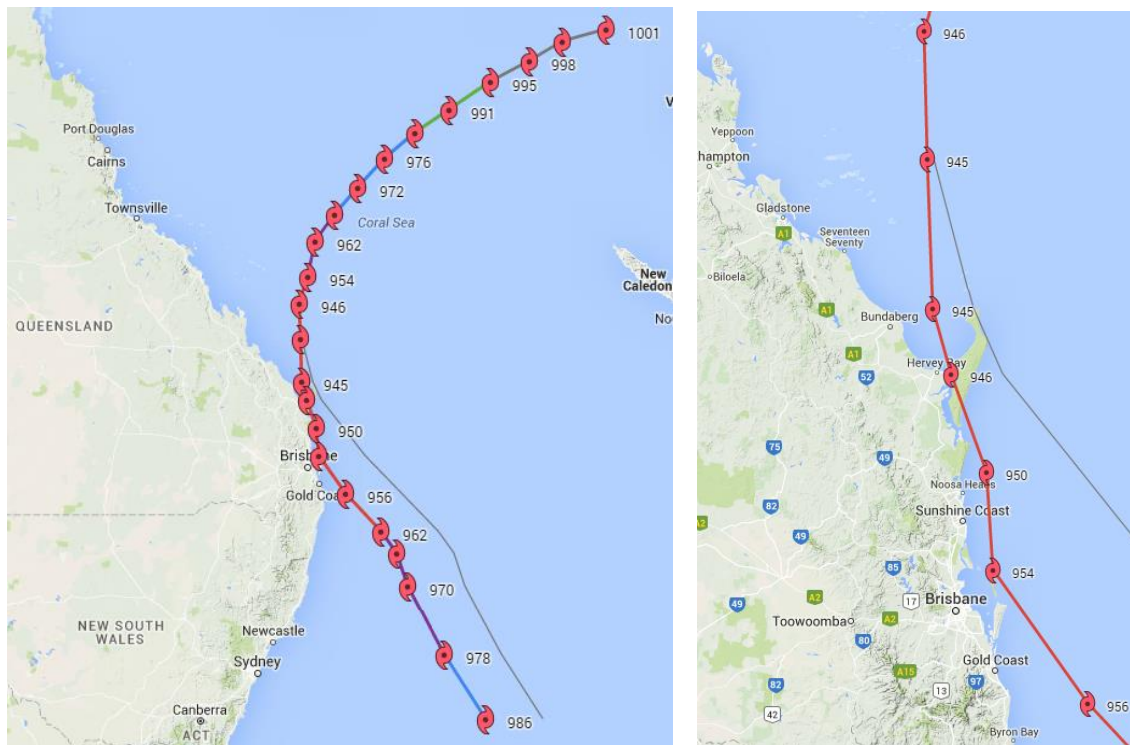 1001
998
995
991
976
972
962
954
946
945
950
956
962
970
978
986
Port Douglas
Cairns
Townsville
Coral Sea
New
Caledon
No
V
QUEENSLAND
Brisbane
Gold Coa
NEW SOUTH
WALES
Newcastle
Sydney
Canberra
ACT
946
945
945
946
950
954
956
Yeppoon
hampton
Gladstone
A1
Seventeen
Seventy
Biloela
A1
Bundaberg
A1
52
Hervey Bay
75
49
82
A2
49
Noosa Heads
Sunshine Coast
85
49
A2
17
Brisbane
Toowoomba
A2
80
A15
Gold Coast
97
82
13
42
Byron Bay